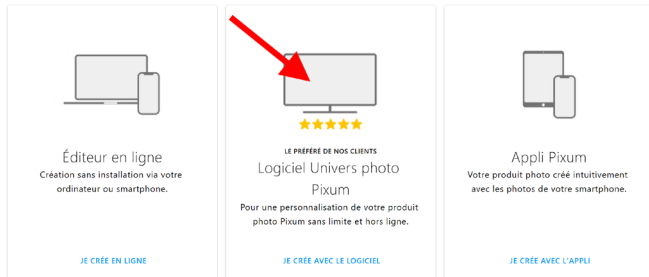 Éditeur en ligne
Création sans installation via votre
ordinateur ou smartphone.
JE CRÉE EN LIGNE
LE PRÉFÉRÉ DE NOS CLIENTS
Logiciel Univers photo
Pixum
Pour une personnalisation de votre produit
photo Pixum sans limite et hors ligne.
JE CRÉE AVEC LE LOGICIEL
Appli Pixum
Votre produit photo créé intuitivement
avec les photos de votre smartphone.
JE CRÉE AVEC L'APPLI